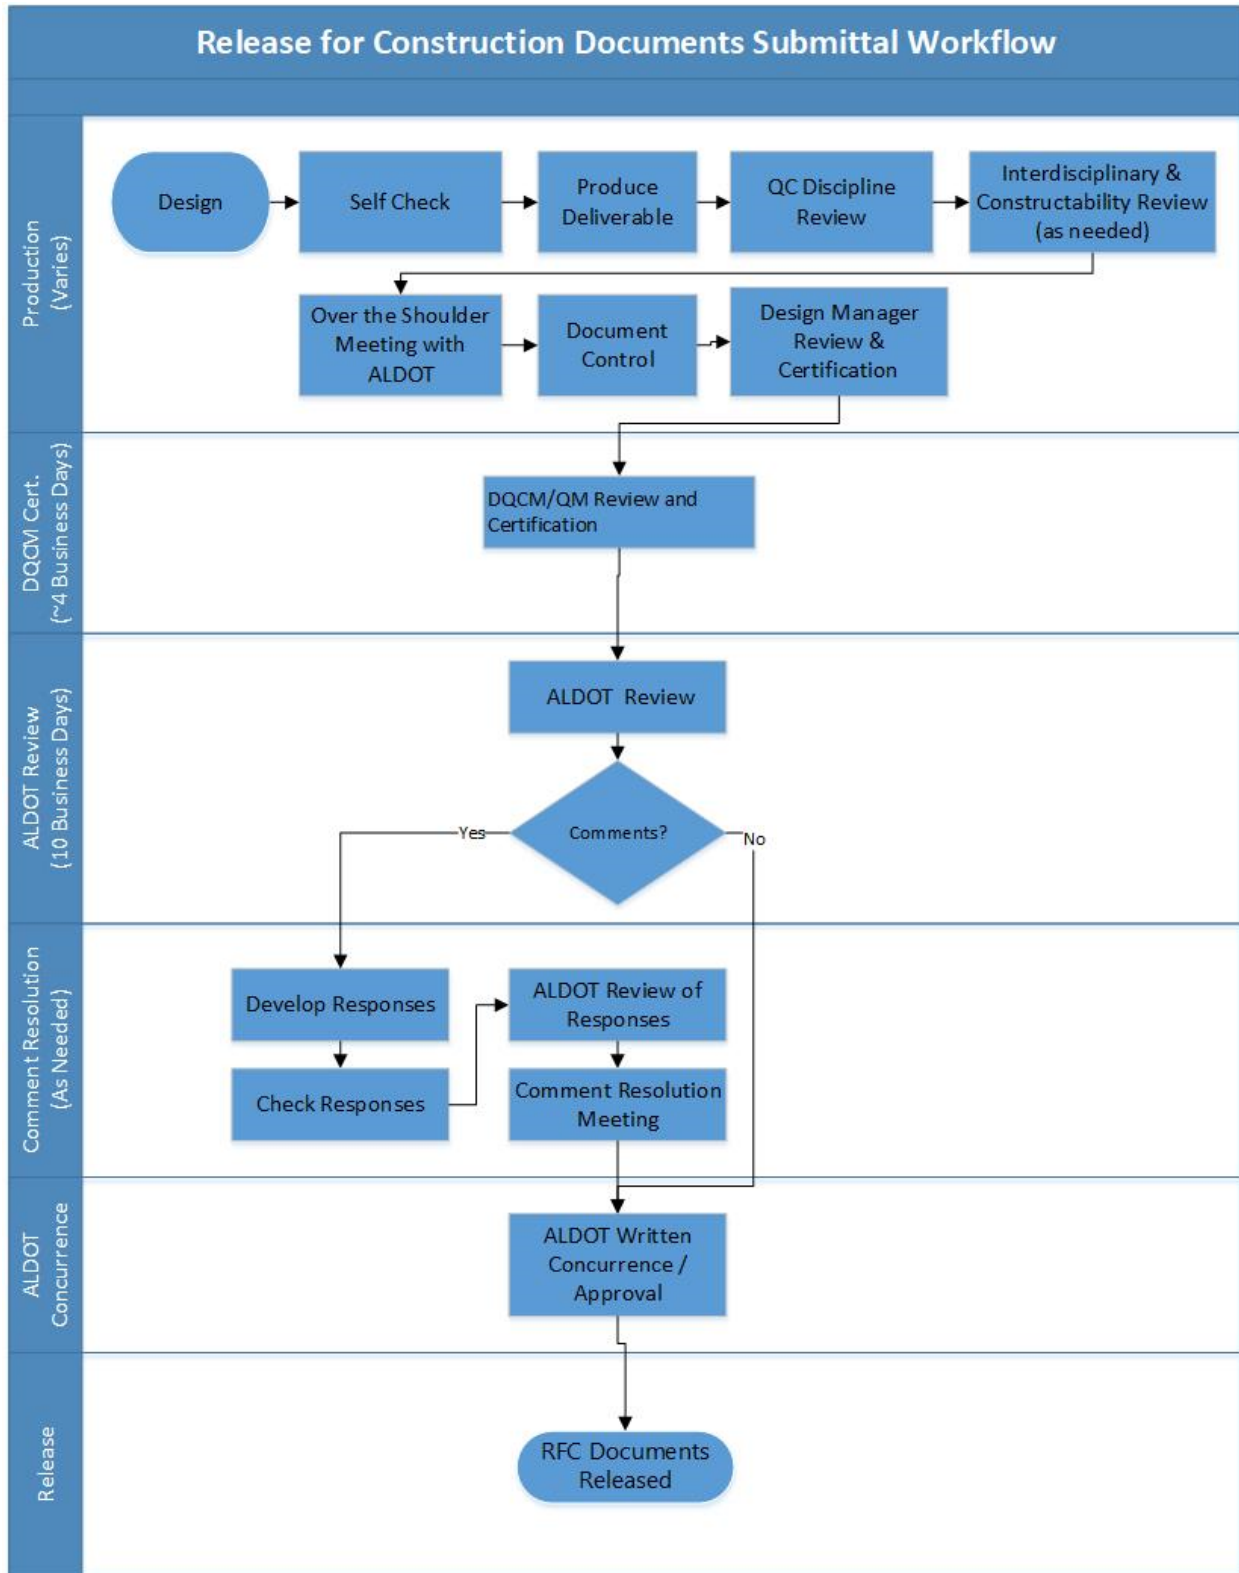 Release for Construction Documents Submittal Workflow
Production
(Varies)
Design
Self Check
Produce
Deliverable
QC Discipline
Review
Interdisciplinary &
Constructability Review
(as needed)
Over the Shoulder
Meeting with
ALDOT
Document
Control
Design Manager
Review &
Certification
DQCM Cert.
(~4 Business Days)
DQCM/QM Review and
Certification
ALDOT Review
(10 Business Days)
ALDOT  Review
Comments?
Yes
No
Comment Resolution
(As Needed)
Develop Responses
ALDOT Review of
Responses
Check Responses
Comment Resolution
Meeting
ALDOT
Concurrence
ALDOT Written
Concurrence /
Approval
Release
RFC Documents
Released